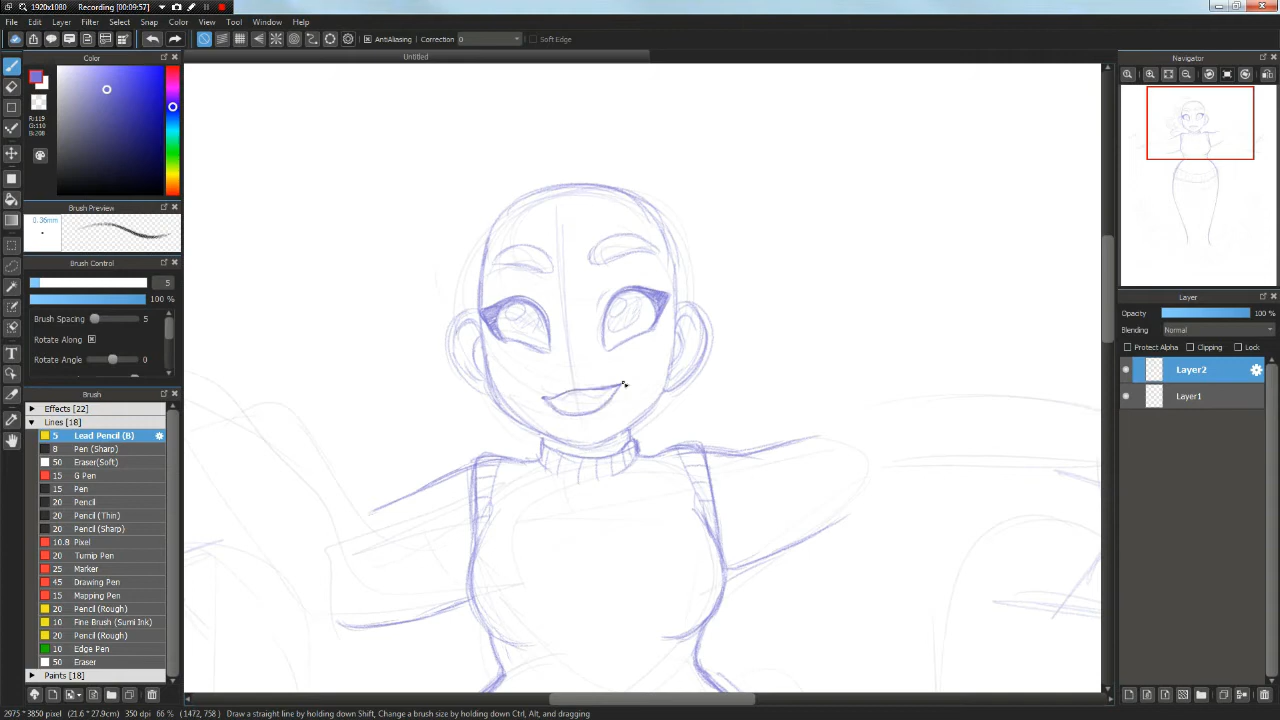 1920x1080 Recording [00:09:57]
File Edit Layer Filter Select Snap Color View Tool Window Help
AntiAliasing Correction 0 Soft Edge
Untitled
Color
R:119
G:110
B:208
Brush Preview
0.36mm
Brush Control
5
100 %
Brush Spacing 5
Rotate Along
Rotate Angle 0
Brush
Effects [22]
Lines [18]
5 Lead Pencil (B)
8 Pen (Sharp)
50 Eraser(Soft)
15 G Pen
15 Pen
20 Pencil
20 Pencil (Thin)
20 Pencil (Sharp)
10.8 Pixel
20 Turnip Pen
25 Marker
45 Drawing Pen
15 Mapping Pen
20 Pencil (Rough)
10 Fine Brush (Sumi Ink)
20 Pencil (Rough)
10 Edge Pen
50 Eraser
Paints [18]
Navigator
Layer
Opacity 100 %
Blending Normal
Protect Alpha Clipping Lock
Layer2
Layer1
2975 * 3850 pixel (21.6 * 27.9cm) 350 dpi 66 % (1472, 758) Draw a straight line by holding down Shift, Change a brush size by holding down Ctrl, Alt, and dragging